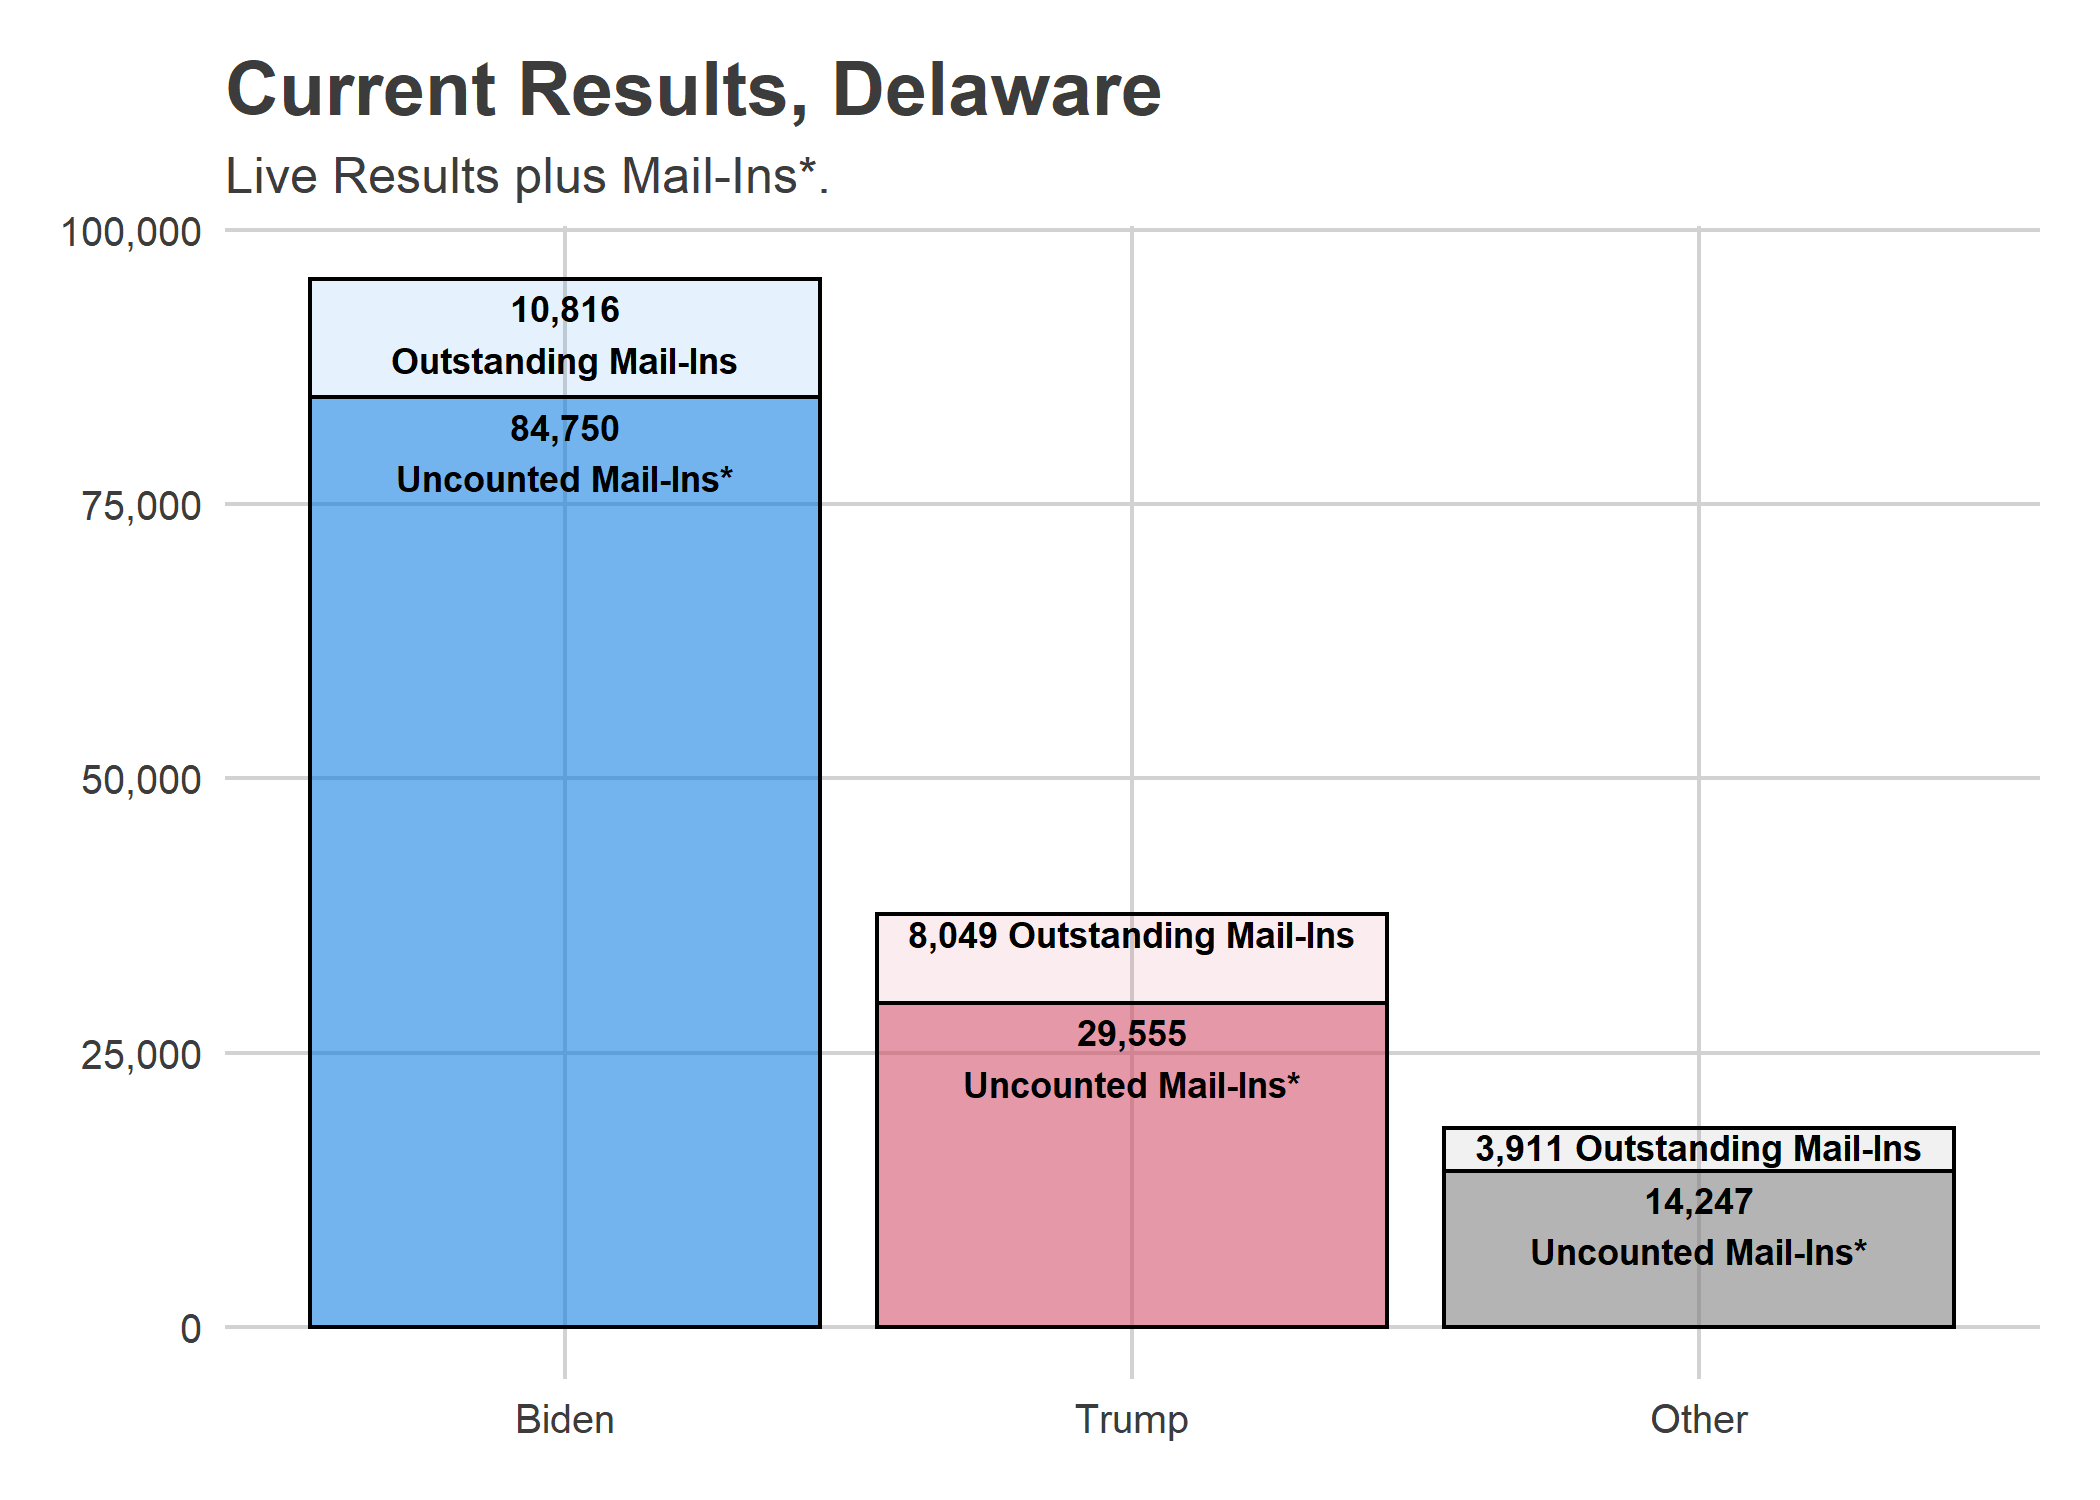 Current Results, Delaware
Live Results plus Mail-Ins*.
100,000
75,000
50,000
25,000
0
10,816
Outstanding Mail-Ins
84,750
Uncounted Mail-Ins*
8,049 Outstanding Mail-Ins
29,555
Uncounted Mail-Ins*
3,911 Outstanding Mail-Ins
14,247
Uncounted Mail-Ins*
Biden
Trump
Other